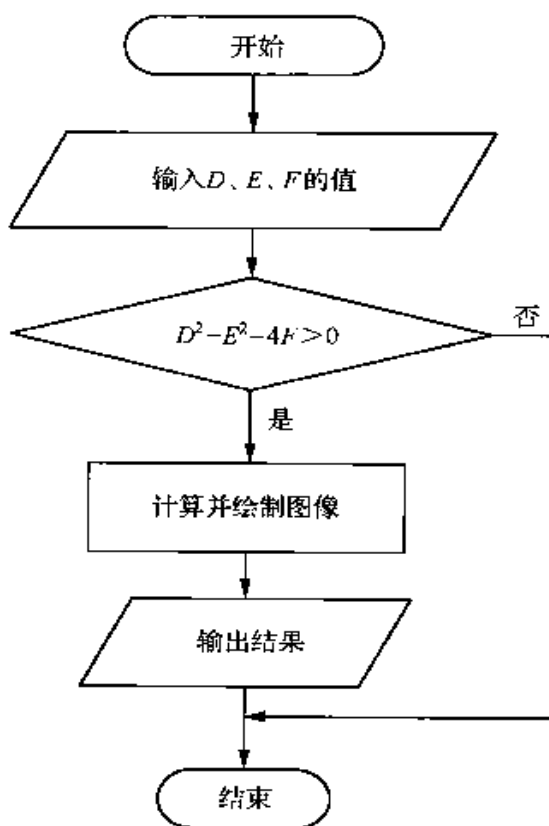 开始
输入D、E、F的值
D²-E²-4F>0
否
是
计算并绘制图像
输出结果
结束